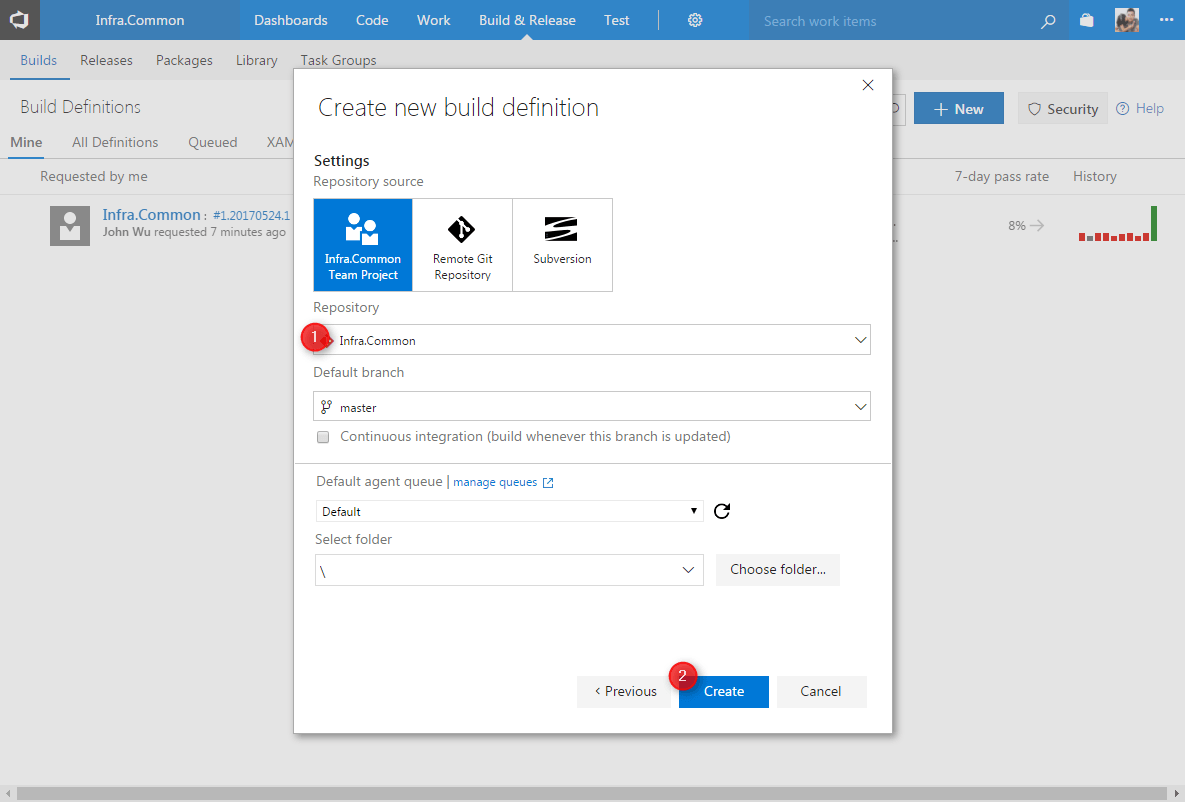 Infra.Common Dashboards Code Work Build & Release Test Search work items
Builds Releases Packages Library Task Groups
Build Definitions
+ New Security Help
Mine All Definitions Queued XAM
Requested by me 7-day pass rate History
Infra.Common : #1.20170524.1
John Wu requested 7 minutes ago
8%
Create new build definition
Settings
Repository source
Infra.Common
Team Project
Remote Git
Repository
Subversion
Repository
1 Infra.Common
Default branch
master
Continuous integration (build whenever this branch is updated)
Default agent queue | manage queues
Default
Select folder
\ Choose folder...
‹ Previous 2 Create Cancel